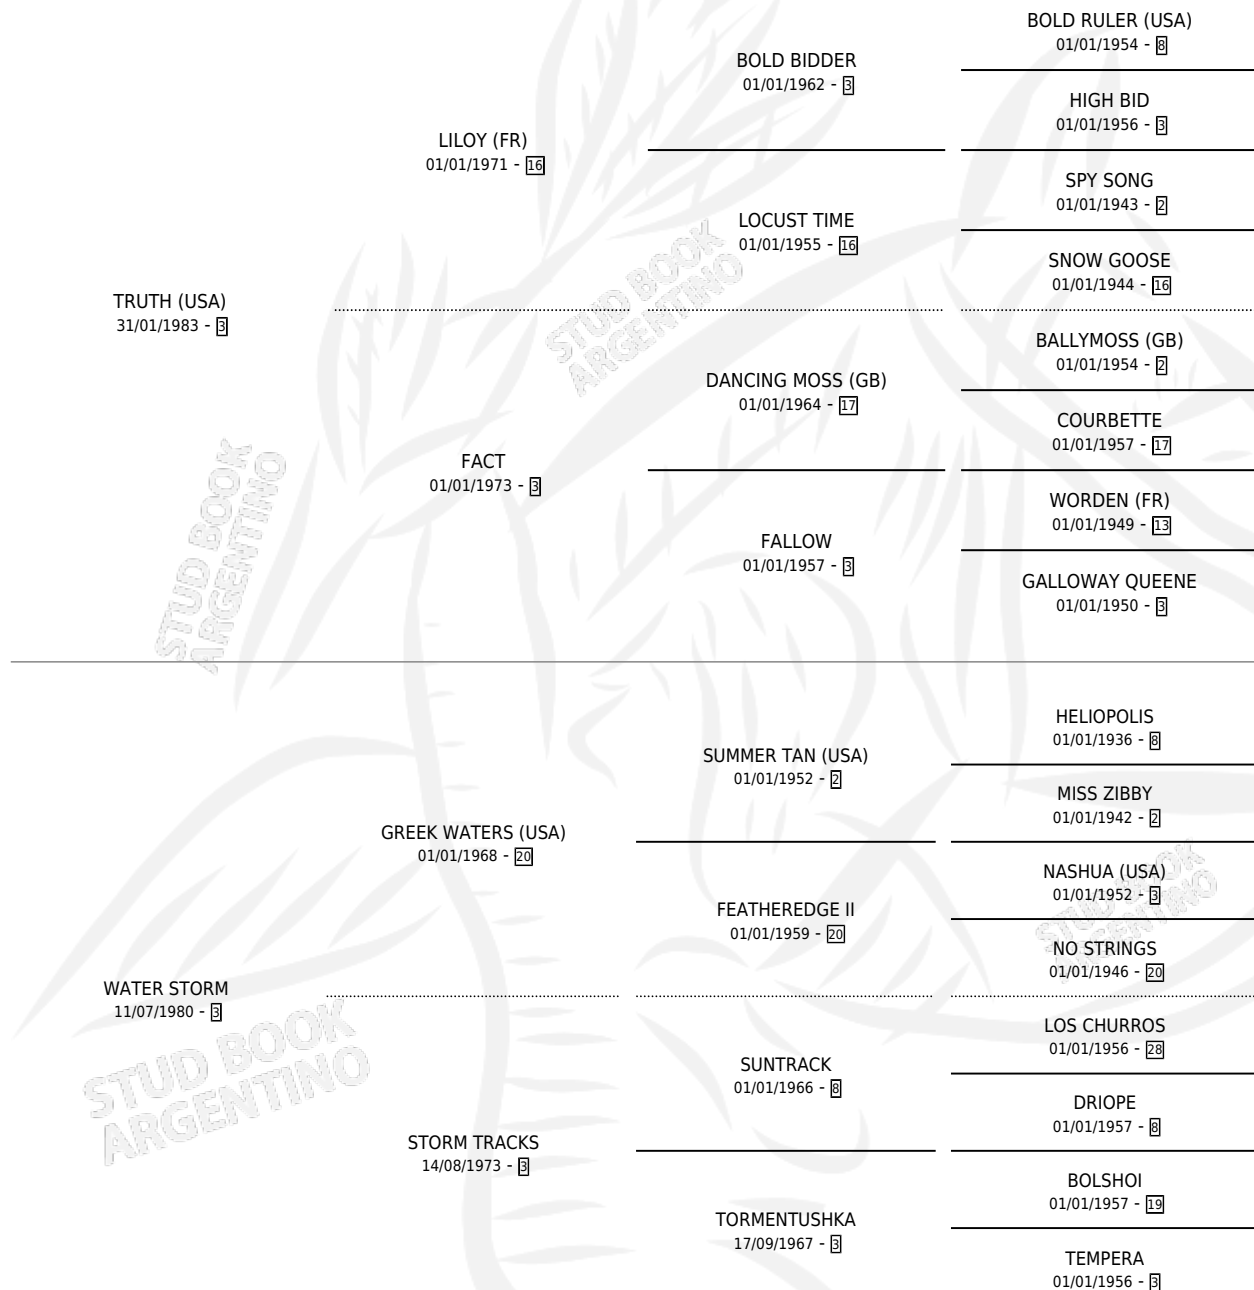 BOLD RULER (USA)
01/01/1954 - 8
BOLD BIDDER
01/01/1962 - 3
HIGH BID
01/01/1956 - 3
LILOY (FR)
01/01/1971 - 16
SPY SONG
01/01/1943 - 2
LOCUST TIME
01/01/1955 - 16
SNOW GOOSE
01/01/1944 - 16
TRUTH (USA)
31/01/1983 - 3
STUD BOOK
ARGENTINO
BALLYMOSS (GB)
01/01/1954 - 2
DANCING MOSS (GB)
01/01/1964 - 17
COURBETTE
01/01/1957 - 17
FACT
01/01/1973 - 3
WORDEN (FR)
01/01/1949 - 13
FALLOW
01/01/1957 - 3
GALLOWAY QUEENE
01/01/1950 - 3
STUD BOOK
ARGENTINO
HELIOPOLIS
01/01/1936 - 8
SUMMER TAN (USA)
01/01/1952 - 2
MISS ZIBBY
01/01/1942 - 2
GREEK WATERS (USA)
01/01/1968 - 20
NASHUA (USA)
01/01/1952 - 3
FEATHEREDGE II
01/01/1959 - 20
STUD BOOK
ARGENTINO
NO STRINGS
01/01/1946 - 20
WATER STORM
11/07/1980 - 3
LOS CHURROS
01/01/1956 - 28
STUD BOOK
ARGENTINO
SUNTRACK
01/01/1966 - 8
DRIOPE
01/01/1957 - 8
STORM TRACKS
14/08/1973 - 3
BOLSHOI
01/01/1957 - 19
TORMENTUSHKA
17/09/1967 - 3
TEMPERA
01/01/1956 - 3